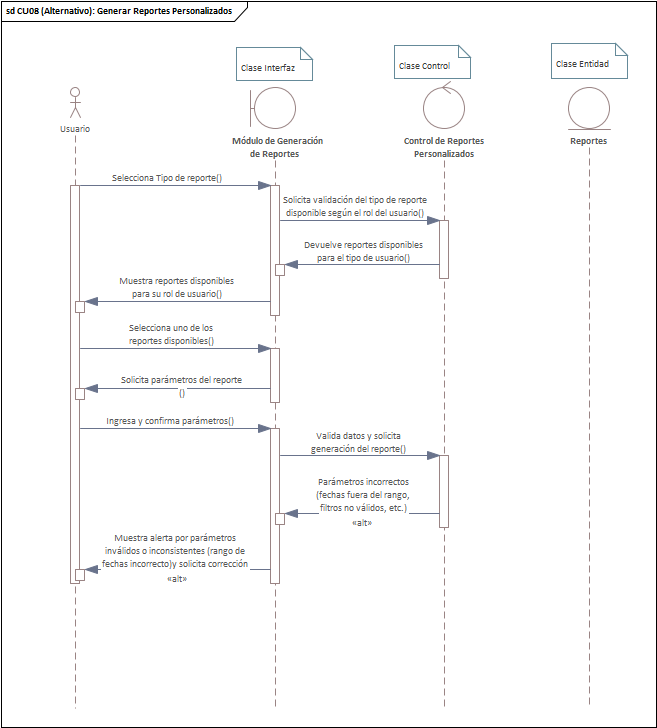 sd CU08 (Alternativo): Generar Reportes Personalizados
Clase Interfaz
Clase Control
Clase Entidad
Usuario
Módulo de Generación
de Reportes
Control de Reportes
Personalizados
Reportes
Selecciona Tipo de reporte()
Solicita validación del tipo de reporte
disponible según el rol del usuario()
Devuelve reportes disponibles
para el tipo de usuario()
Muestra reportes disponibles
para su rol de usuario()
Selecciona uno de los
reportes disponibles()
Solicita parámetros del reporte
()
Ingresa y confirma parámetros()
Valida datos y solicita
generación del reporte()
Parámetros incorrectos
(fechas fuera del rango,
filtros no válidos, etc.)
«alt»
Muestra alerta por parámetros
inválidos o inconsistentes (rango de
fechas incorrecto)y solicita corrección
«alt»